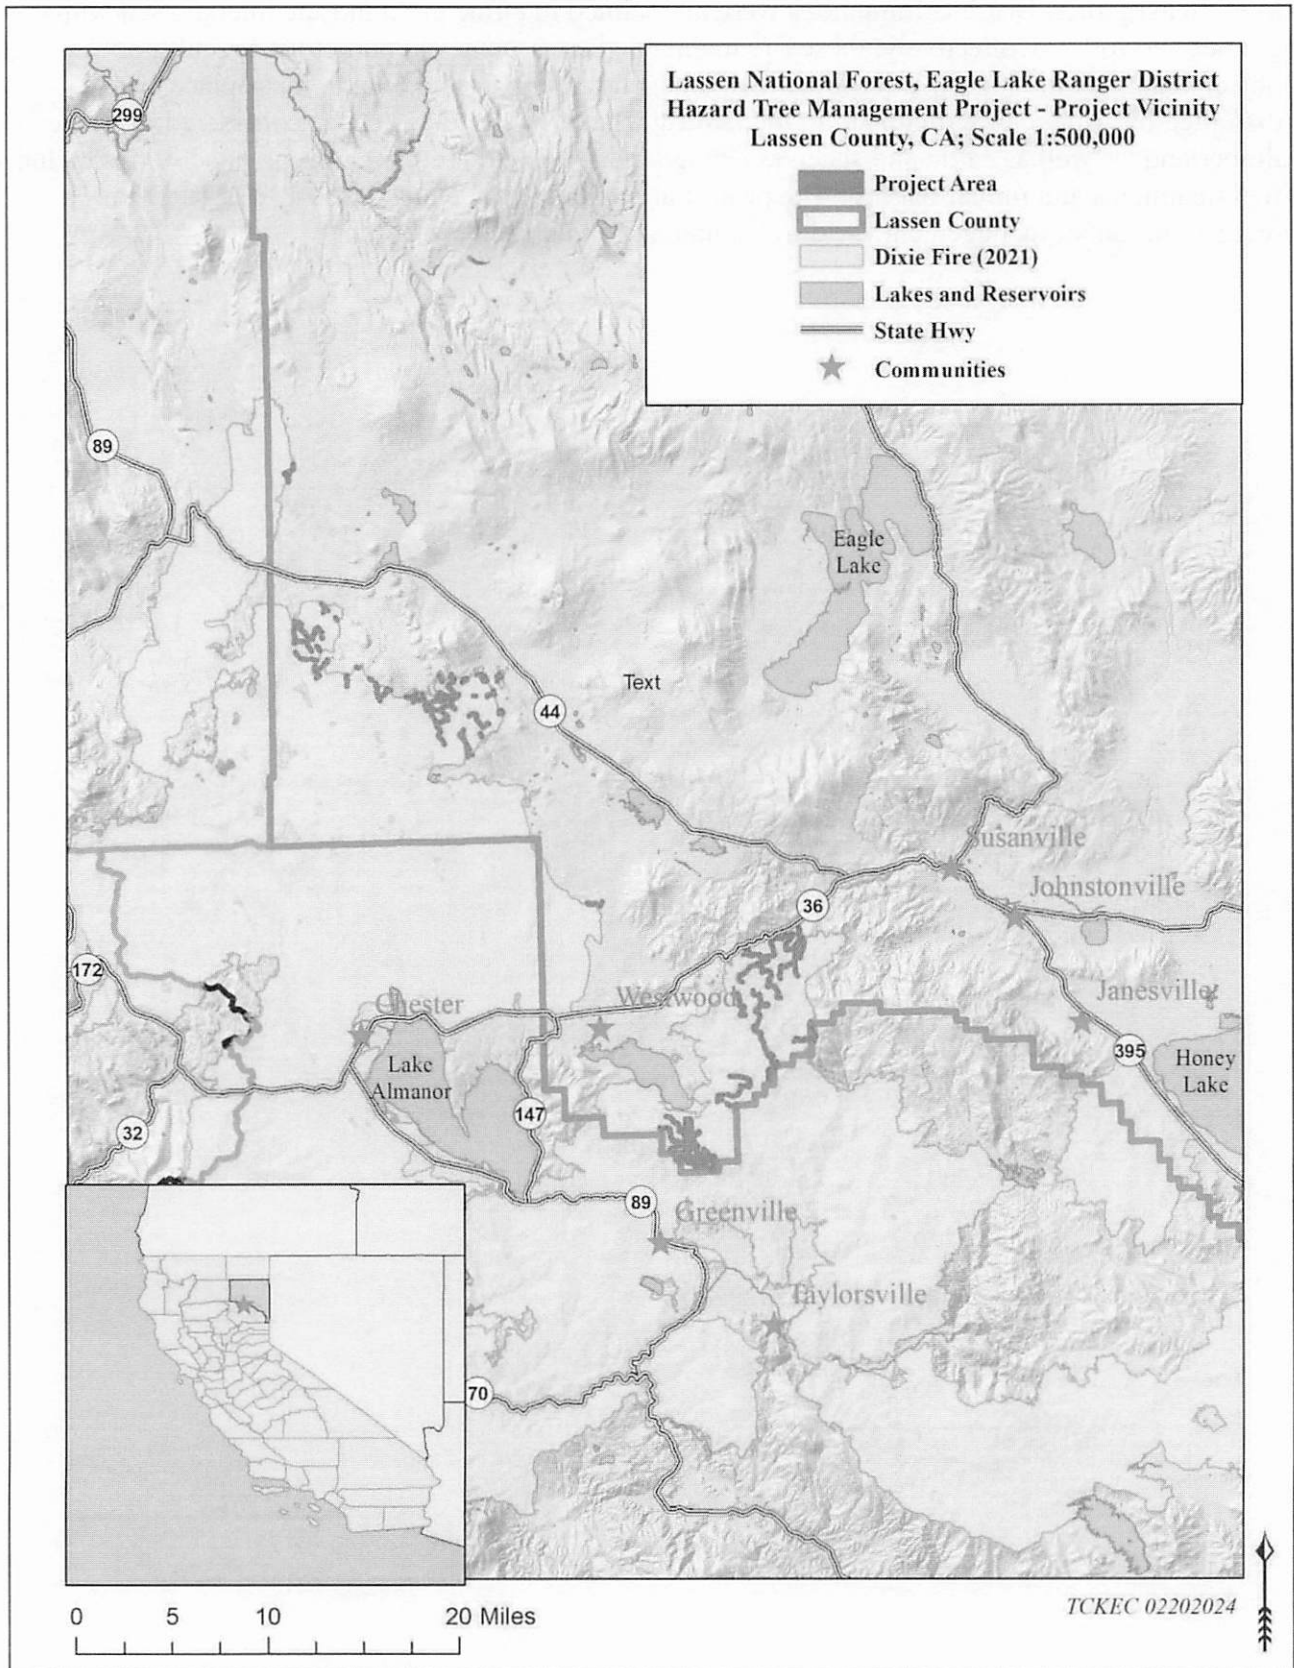 Lassen National Forest, Eagle Lake Ranger District
Hazard Tree Management Project - Project Vicinity
Lassen County, CA; Scale 1:500,000
Project Area
Lassen County
Dixie Fire (2021)
Lakes and Reservoirs
State Hwy
Communities
299
89
Eagle
Lake
Text
44
Susanville
Johnstonville
36
172
Chester
Westwood
Janesville
395
Honey
Lake
Lake
Almanor
147
32
89
Greenville
Taylorsville
70
0 5 10 20 Miles
TCKEC 02202024